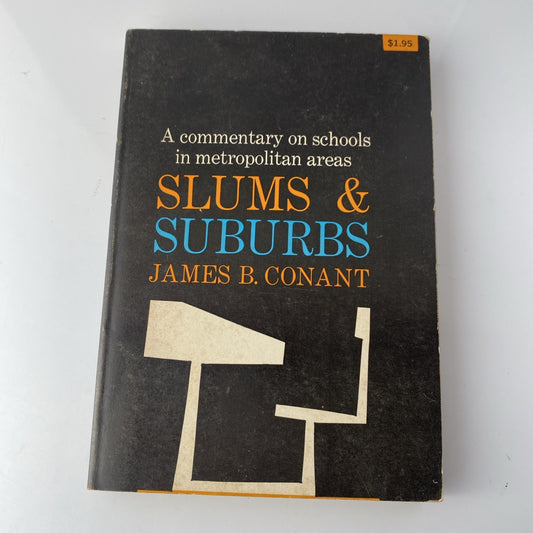 $1.95
A commentary on schools
in metropolitan areas
SLUMS &
SUBURBS
JAMES B. CONANT